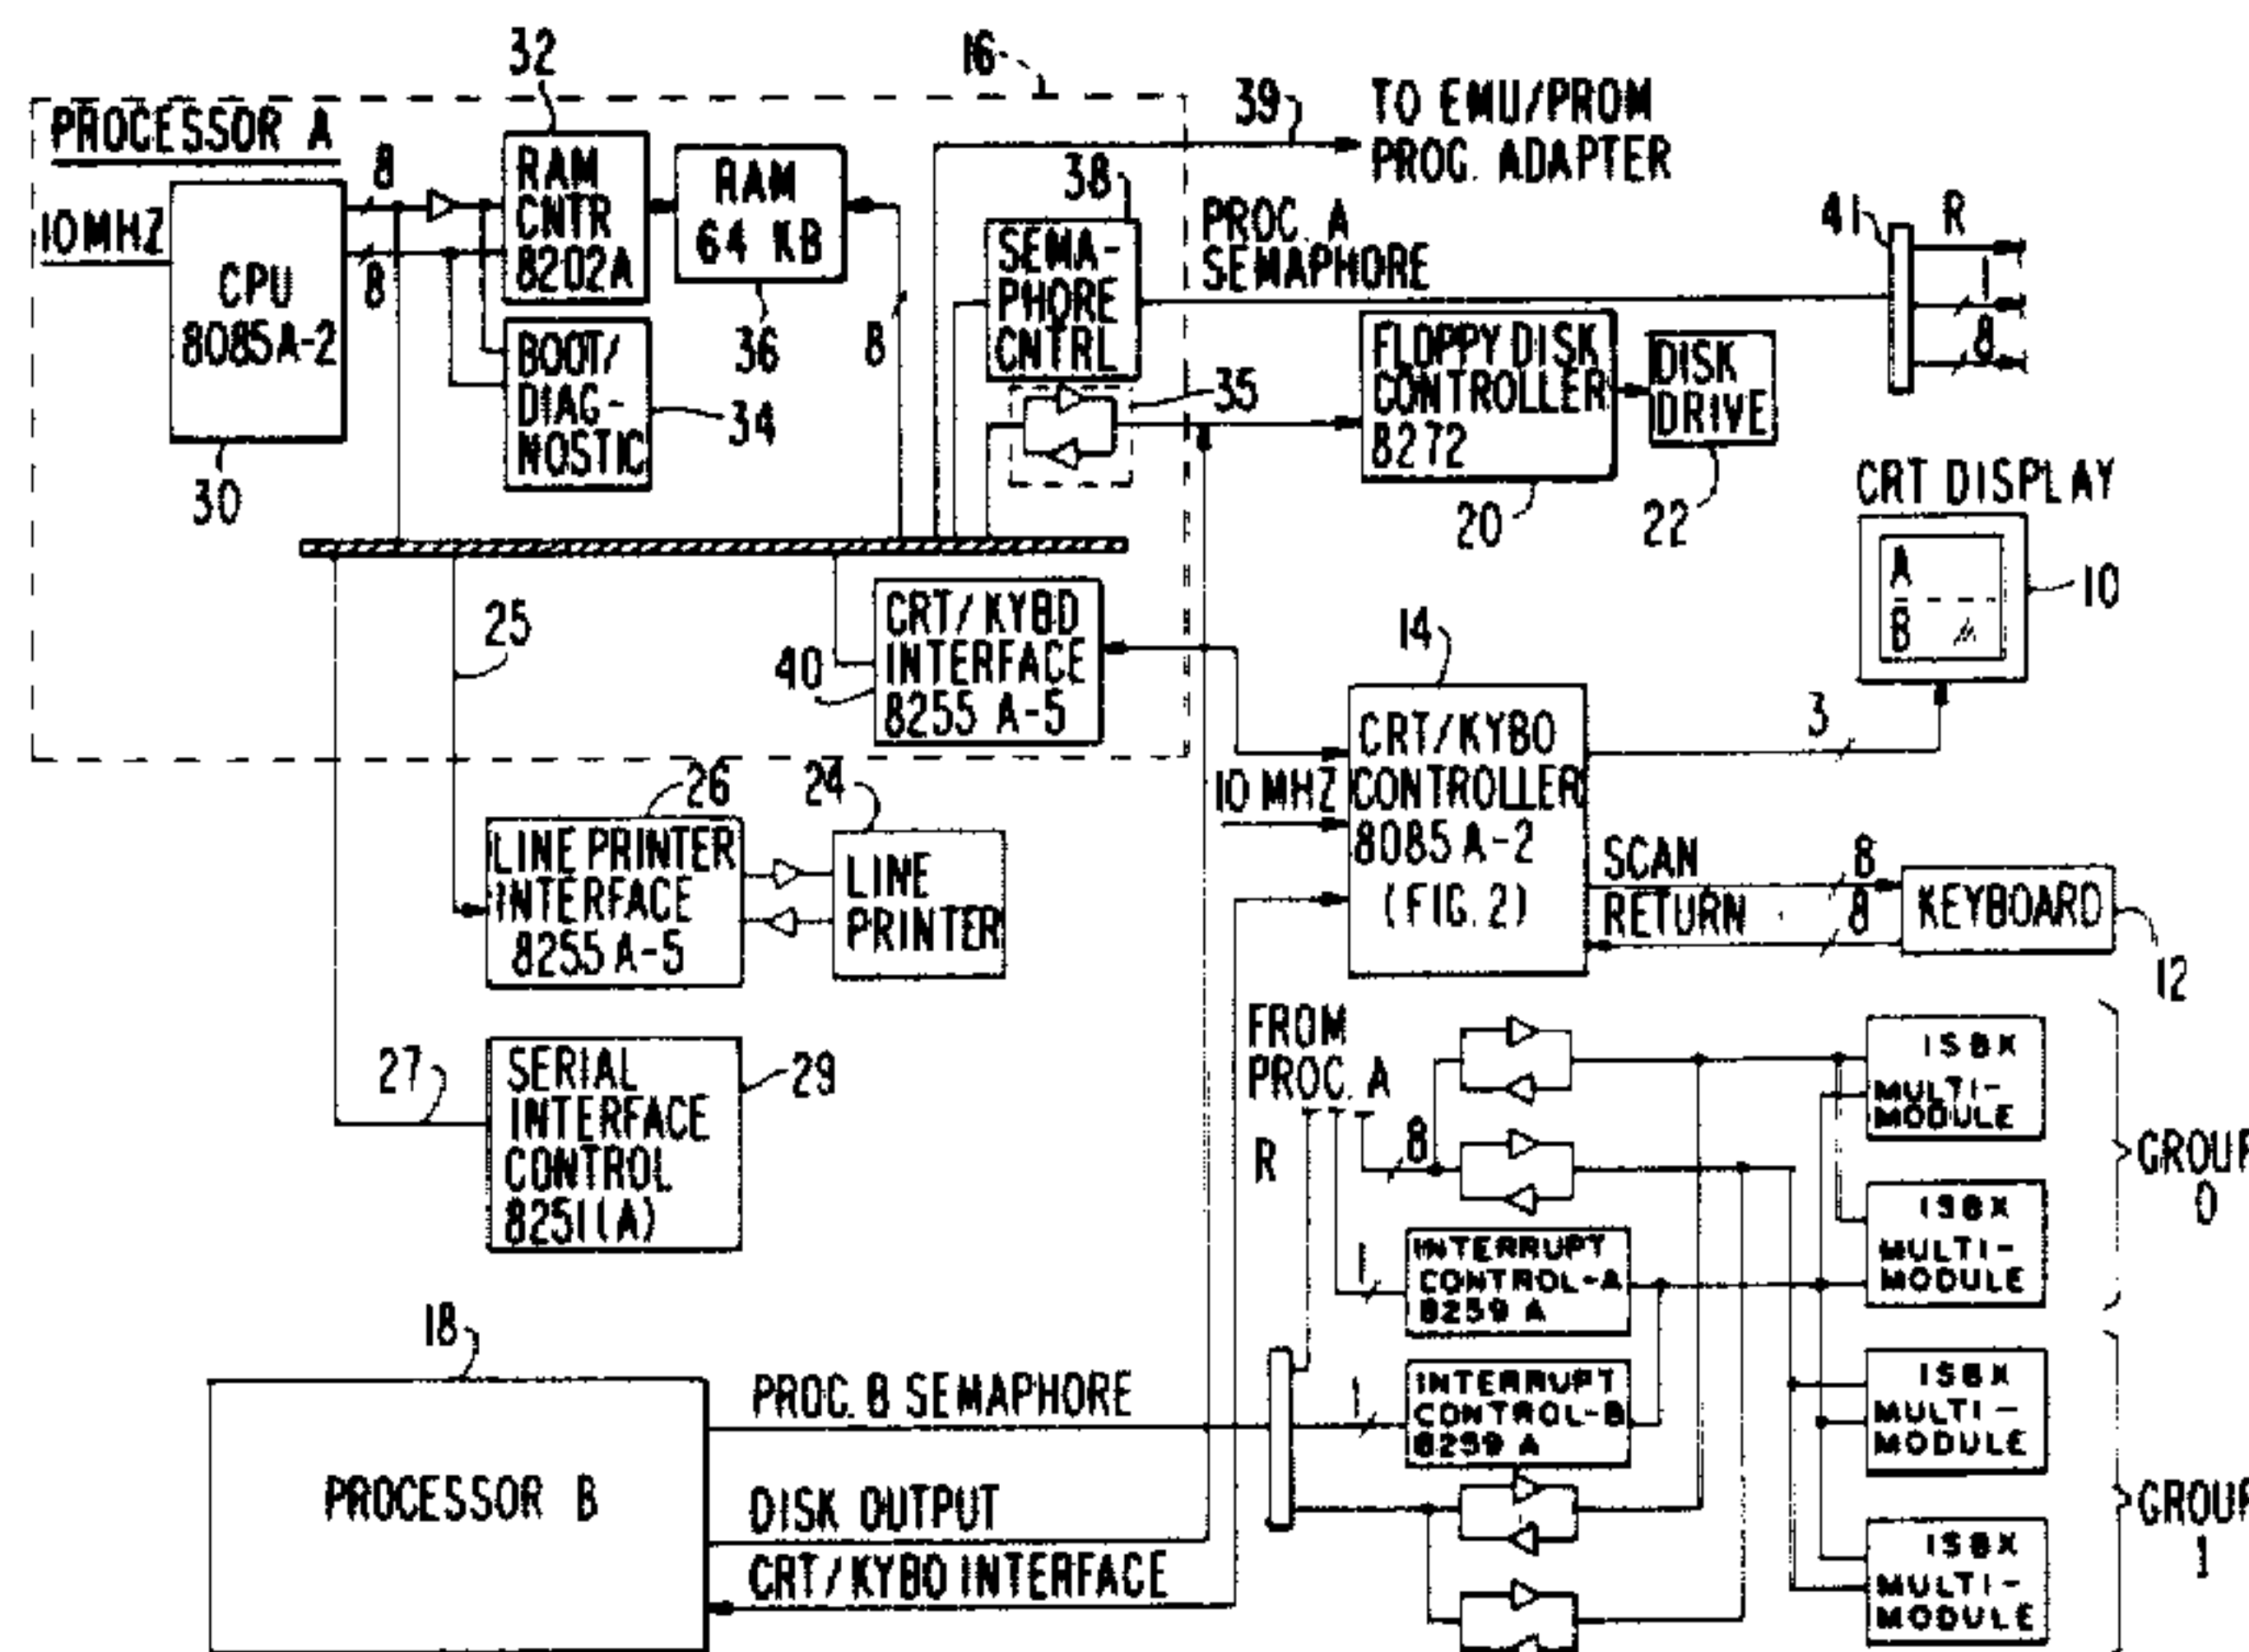 PROCESSOR A
10 MHZ
CPU
8085A-2
30
8
8
32
RAM
CNTR
8202A
BOOT/
DIAG-
NOSTIC
34
RAM
64 KB
36
8
16
39
TO EMU/PROM
PROG. ADAPTER
38
SEMA-
PHORE
CNTRL
35
PROC. A
SEMAPHORE
41
R
1
8
FLOPPY DISK
CONTROLLER
8272
20
DISK
DRIVE
22
CRT DISPLAY
A
B
10
25
40
CRT/KYBD
INTERFACE
8255 A-5
14
CRT/KYBO
CONTROLLER
8085 A-2
(FIG. 2)
10 MHZ
3
SCAN
RETURN
8
8
KEYBOARD
12
26
LINE PRINTER
INTERFACE
8255 A-5
24
LINE
PRINTER
27
SERIAL
INTERFACE
CONTROL
8251(A)
29
FROM
PROC. A
R
8
1
INTERRUPT
CONTROL-A
8259 A
1
INTERRUPT
CONTROL-B
8259 A
ISBX
MULTI-
MODULE
ISBX
MULTI-
MODULE
GROUP
0
ISBX
MULTI-
MODULE
ISBX
MULTI-
MODULE
GROUP
1
18
PROCESSOR B
PROC. B SEMAPHORE
DISK OUTPUT
CRT/KYBO INTERFACE